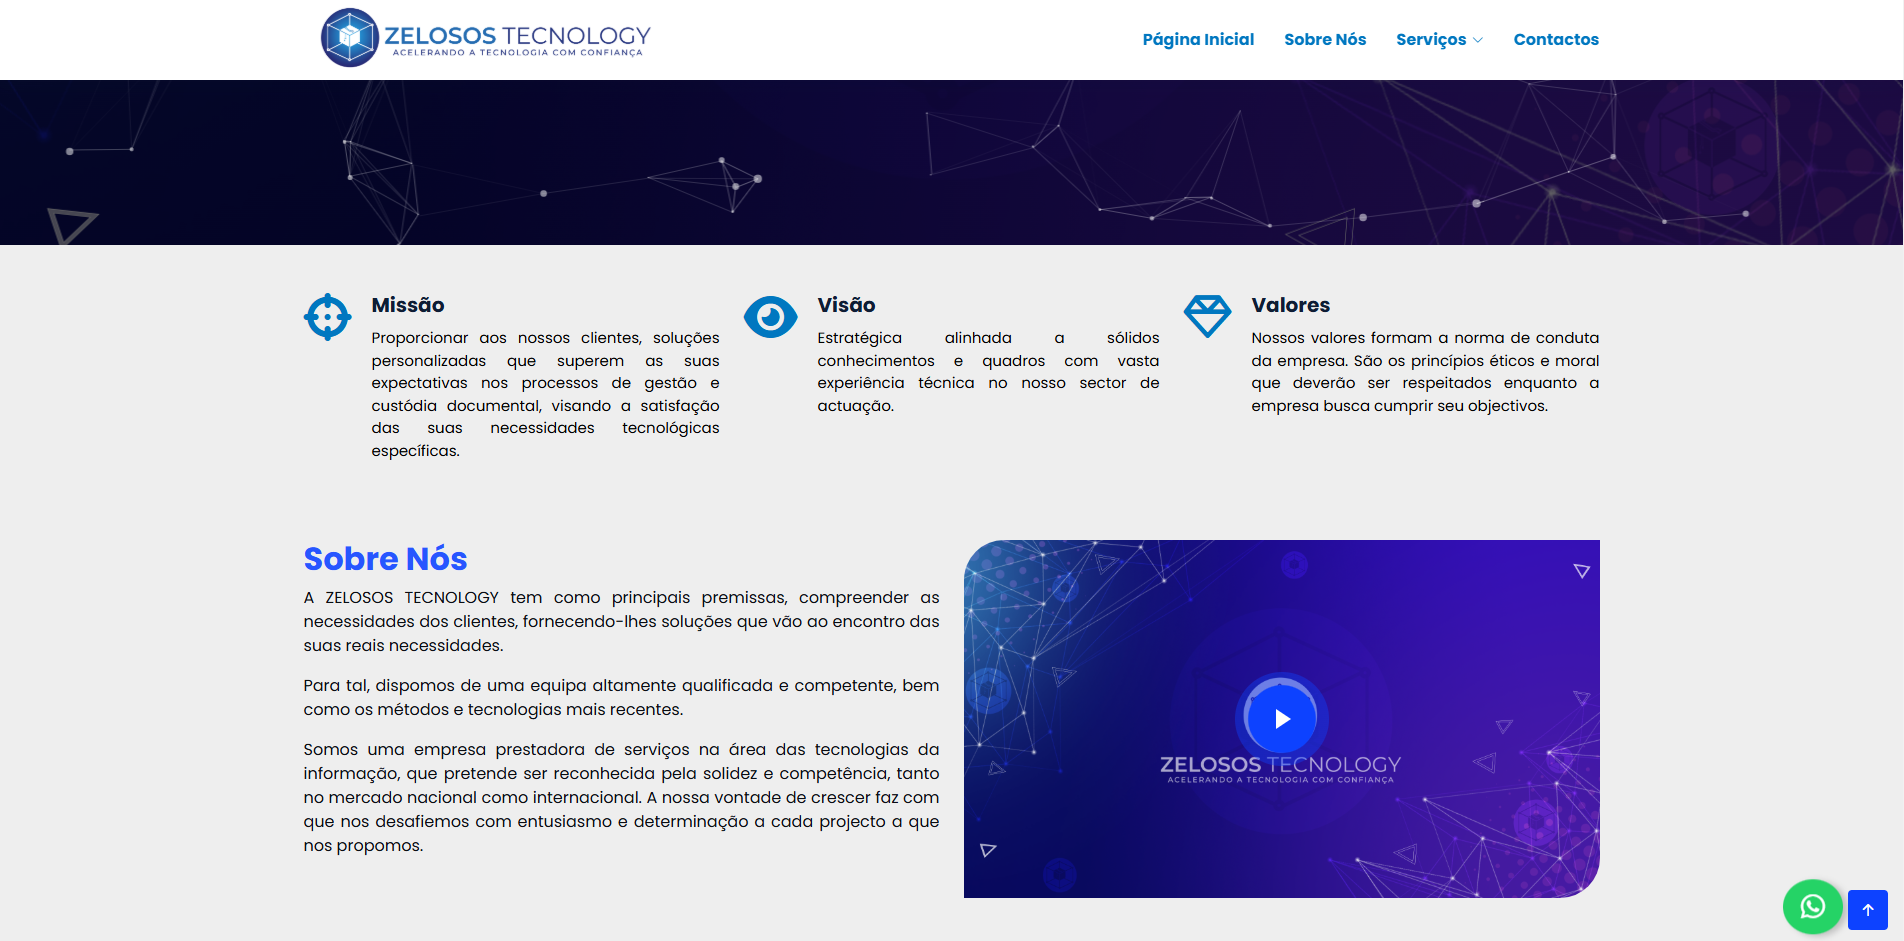 ZELOSOS TECNOLOGY
ACELERANDO A TECNOLOGIA COM CONFIANÇA
Página Inicial
Sobre Nós
Serviços
Contactos
Missão
Proporcionar aos nossos clientes, soluções
personalizadas que superem as suas
expectativas nos processos de gestão e
custódia documental, visando a satisfação
das suas necessidades tecnológicas
específicas.
Visão
Estratégica alinhada a sólidos
conhecimentos e quadros com vasta
experiência técnica no nosso sector de
actuação.
Valores
Nossos valores formam a norma de conduta
da empresa. São os princípios éticos e moral
que deverão ser respeitados enquanto a
empresa busca cumprir seu objectivos.
Sobre Nós
A ZELOSOS TECNOLOGY tem como principais premissas, compreender as
necessidades dos clientes, fornecendo-lhes soluções que vão ao encontro das
suas reais necessidades.
Para tal, dispomos de uma equipa altamente qualificada e competente, bem
como os métodos e tecnologias mais recentes.
Somos uma empresa prestadora de serviços na área das tecnologias da
informação, que pretende ser reconhecida pela solidez e competência, tanto
no mercado nacional como internacional. A nossa vontade de crescer faz com
que nos desafiemos com entusiasmo e determinação a cada projecto a que
nos propomos.
ZELOSOS TECNOLOGY
ACELERANDO A TECNOLOGIA COM CONFIANÇA